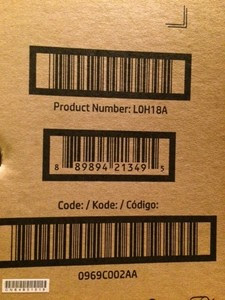 Product Number: L0H18A
8 89894 21349 5
Code: / Kode: / Código:
0969C002AA